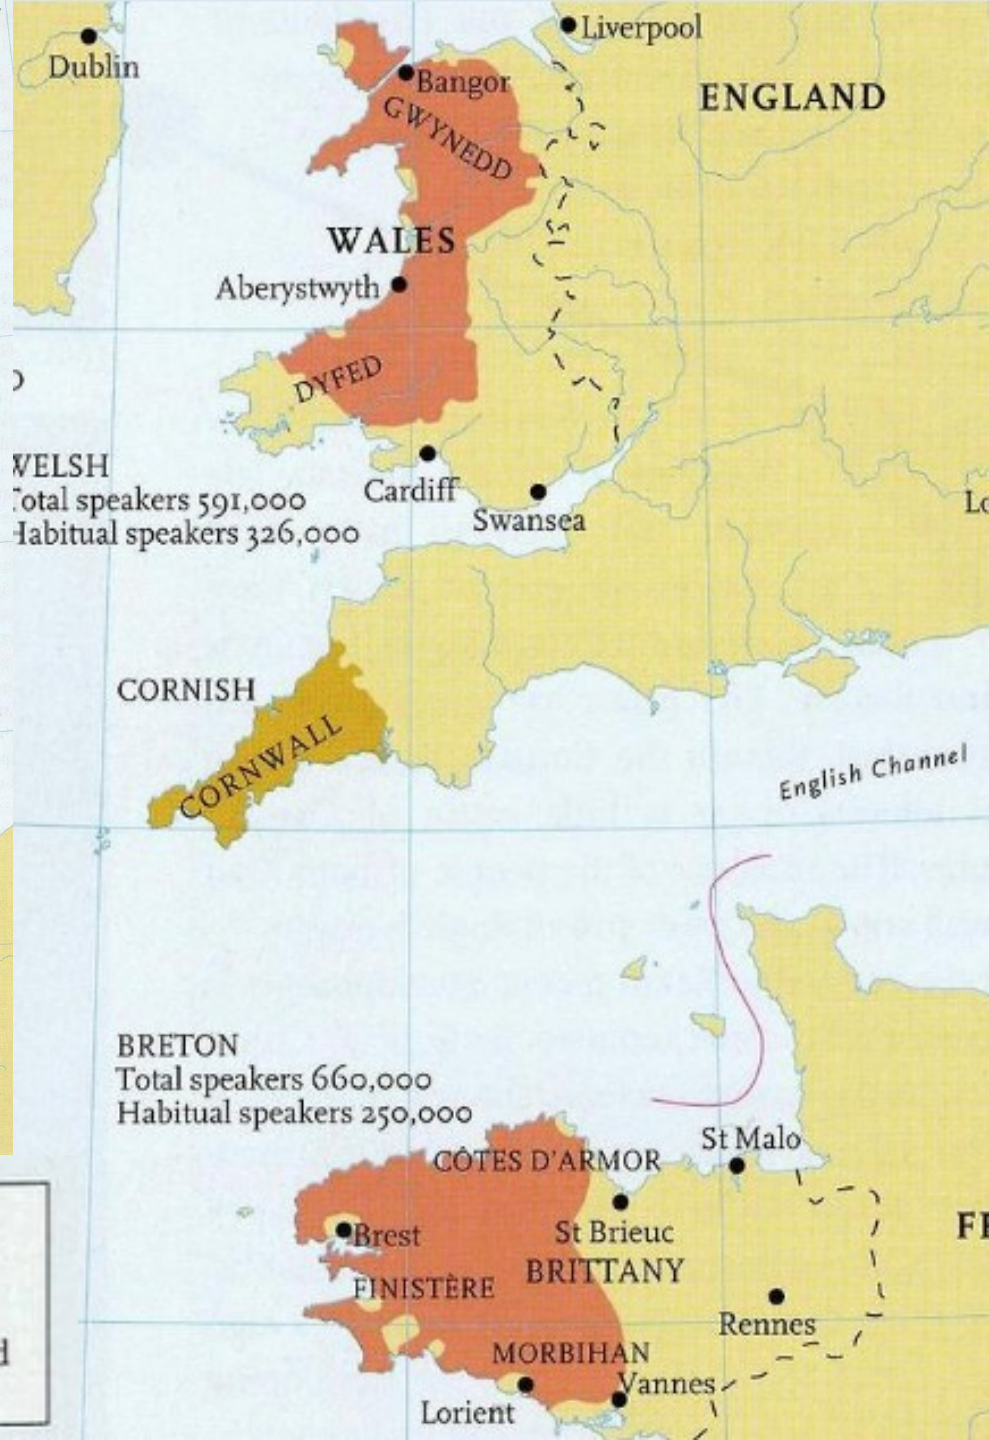 Liverpool
Dublin
Bangor
ENGLAND
GWYNEDD
WALES
Aberystwyth
DYFED
WELSH
Total speakers 591,000
Habitual speakers 326,000
Cardiff
Swansea
CORNISH
CORNWALL
English Channel
BRETON
Total speakers 660,000
Habitual speakers 250,000
St Malo
CÔTES D'ARMOR
St Brieuc
Brest
BRITTANY
FINISTÈRE
Rennes
MORBIHAN
Vannes
Lorient